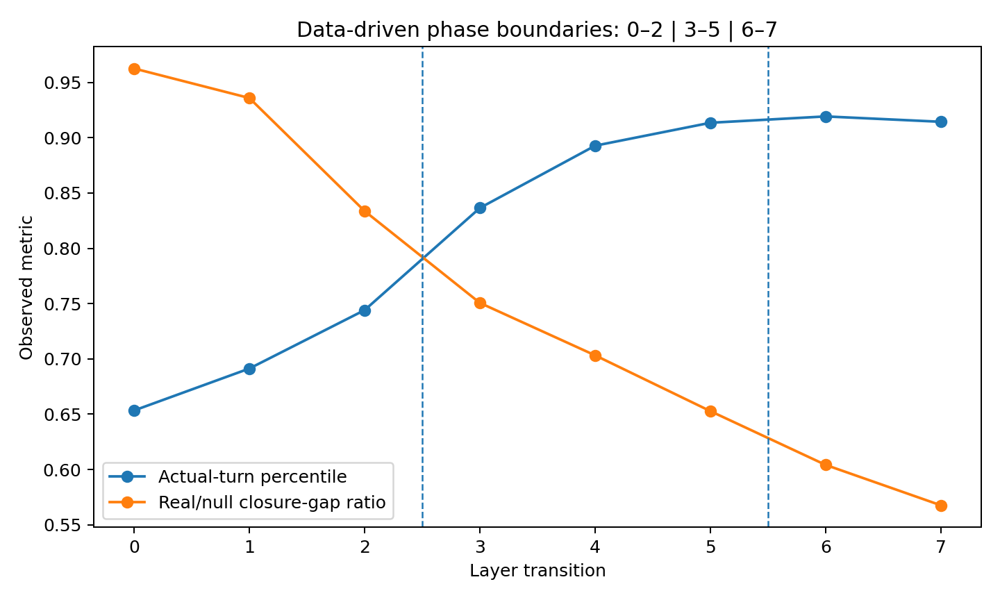 Data-driven phase boundaries: 0–2 | 3–5 | 6–7
Observed metric
0.95
0.90
0.85
0.80
0.75
0.70
0.65
0.60
0.55
Actual-turn percentile
Real/null closure-gap ratio
0 1 2 3 4 5 6 7
Layer transition